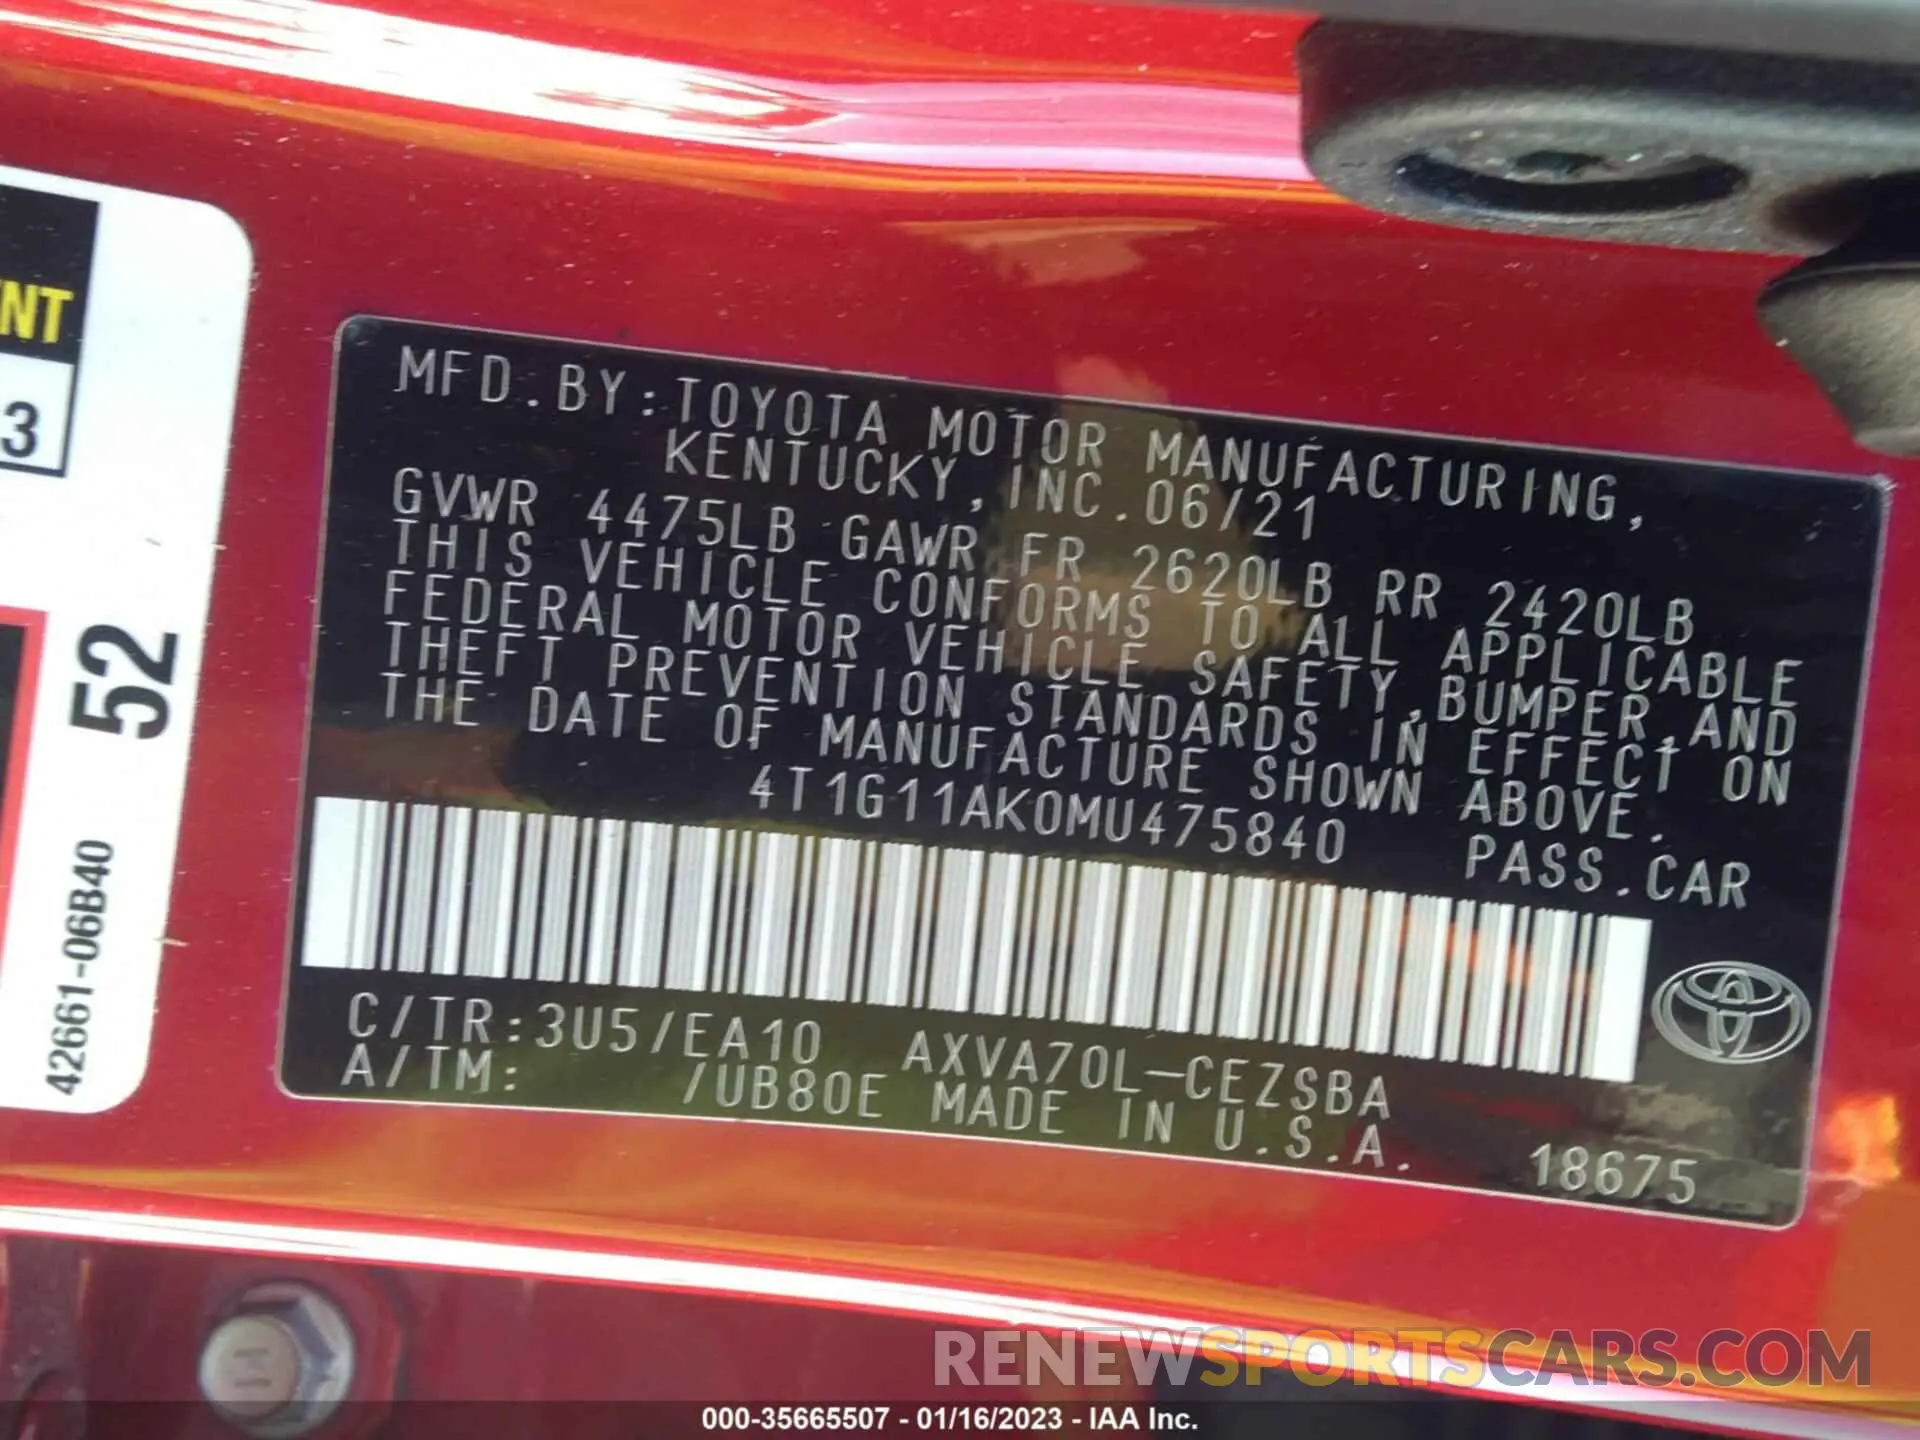 NT
3
52
42661-06B40
MFD.BY:TOYOTA MOTOR MANUFACTURING,
KENTUCKY,INC.06/21
GVWR 4475LB GAWR FR 2620LB RR 2420LB
THIS VEHICLE CONFORMS TO ALL APPLICABLE
FEDERAL MOTOR VEHICLE SAFETY,BUMPER,AND
THEFT PREVENTION STANDARDS IN EFFECT ON
THE DATE OF MANUFACTURE SHOWN ABOVE.
4T1G11AK0MU475840 PASS.CAR
C/TR:3U5/EA10 AXVA70L-CEZSBA
A/TM: /UB80E MADE IN U.S.A.
18675
RENEWSPORTSCARS.COM
000-35665507 - 01/16/2023 - IAA Inc.